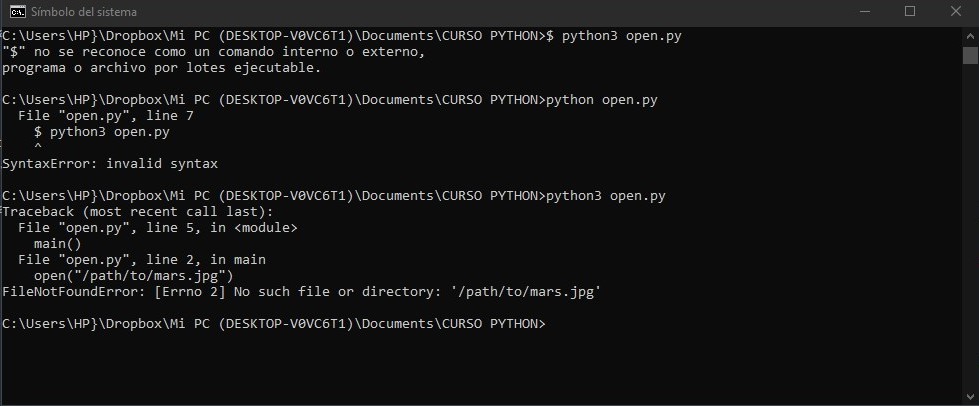 Símbolo del sistema
C:\Users\HP}\Dropbox\Mi PC (DESKTOP-V0VC6T1)\Documents\CURSO PYTHON>$ python3 open.py
"$" no se reconoce como un comando interno o externo,
programa o archivo por lotes ejecutable.
C:\Users\HP}\Dropbox\Mi PC (DESKTOP-V0VC6T1)\Documents\CURSO PYTHON>python open.py
  File "open.py", line 7
    $ python3 open.py
    ^
SyntaxError: invalid syntax
C:\Users\HP}\Dropbox\Mi PC (DESKTOP-V0VC6T1)\Documents\CURSO PYTHON>python3 open.py
Traceback (most recent call last):
  File "open.py", line 5, in <module>
    main()
  File "open.py", line 2, in main
    open("/path/to/mars.jpg")
FileNotFoundError: [Errno 2] No such file or directory: '/path/to/mars.jpg'
C:\Users\HP}\Dropbox\Mi PC (DESKTOP-V0VC6T1)\Documents\CURSO PYTHON>